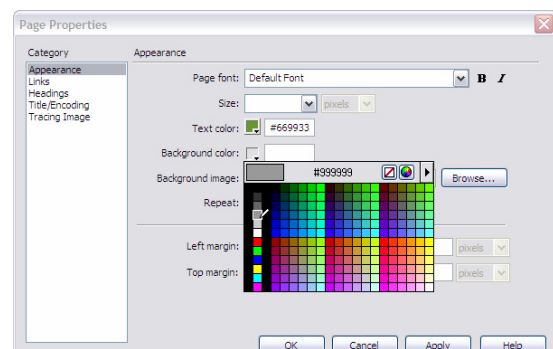 Page Properties
Category
Appearance
Appearance
Links
Headings
Title/Encoding
Tracing Image
Page font: Default Font B I
Size: pixels
Text color: #669933
Background color:
#999999
Background image: Browse...
Repeat:
Left margin: pixels
Top margin: pixels
OK Cancel Apply Help